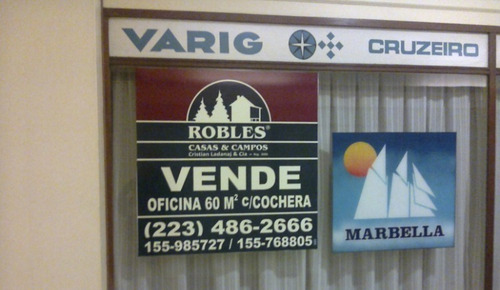 VARIG CRUZEIRO
ROBLES®
CASAS & CAMPOS
VENDE
OFICINA 60 M² c/COCHERA
(223) 486-2666
155-985727 / 155-768805
MARBELLA